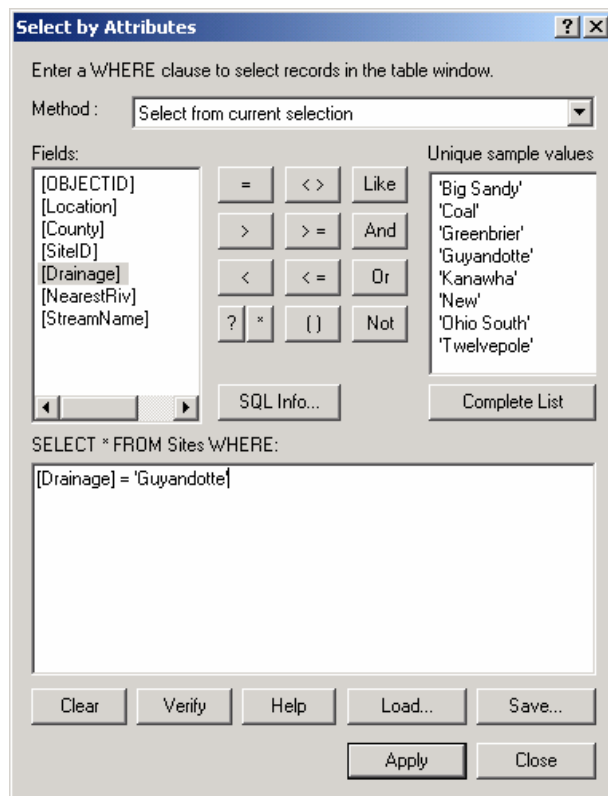 Select by Attributes
?
Enter a WHERE clause to select records in the table window.
Method :
Select from current selection
Fields:
Unique sample values
[OBJECTID]
[Location]
[County]
[SiteID]
[Drainage]
[NearestRiv]
[StreamName]
= < > Like
> > = And
< < = Or
? * ( ) Not
'Big Sandy'
'Coal'
'Greenbrier'
'Guyandotte'
'Kanawha'
'New'
'Ohio South'
'Twelvepole'
SQL Info...
Complete List
SELECT * FROM Sites WHERE:
[Drainage] = 'Guyandotte'
Clear Verify Help Load... Save...
Apply Close